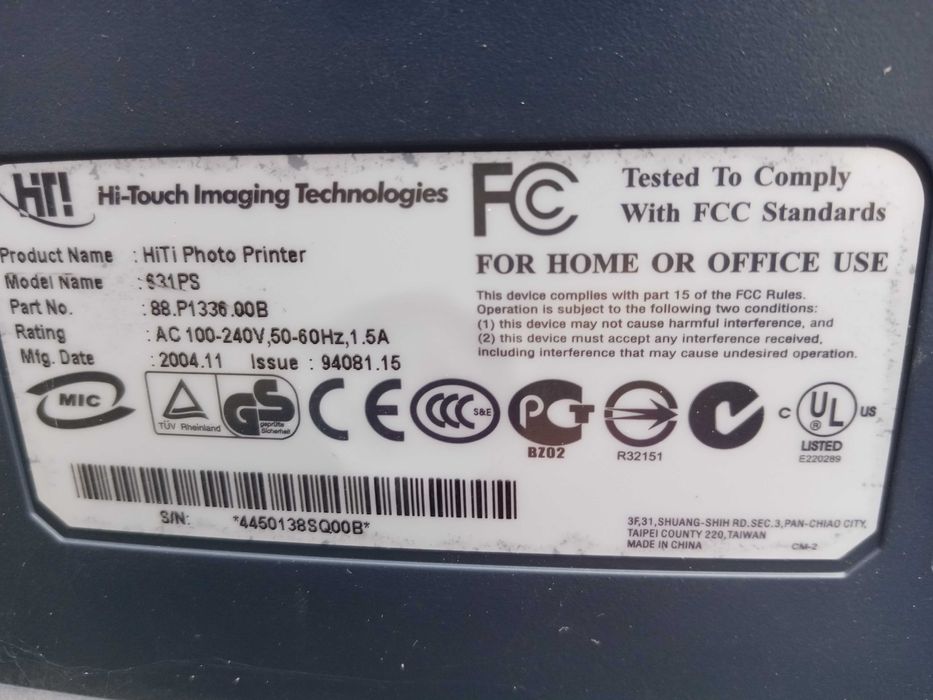 HiTi! Hi-Touch Imaging Technologies
Product Name : HiTi Photo Printer
Model Name : 631PS
Part No. : 88.P1336.00B
Rating : AC 100-240V,50-60Hz,1.5A
Mfg. Date : 2004.11 Issue : 94081.15
FC Tested To Comply
With FCC Standards
FOR HOME OR OFFICE USE
This device complies with part 15 of the FCC Rules.
Operation is subject to the following two conditions:
(1) this device may not cause harmful interference, and
(2) this device must accept any interference received,
including interference that may cause undesired operation.
MIC
TÜV Rheinland
GS
geprüfte
Sicherheit
CE
CCC S&E
PCT
BZ02
R32151
C UL US
®
LISTED
E220289
S/N: *4450138SQ00B*
3F,31,SHUANG-SHIH RD.SEC.3,PAN-CHIAO CITY,
TAIPEI COUNTY 220,TAIWAN
MADE IN CHINA CM-2